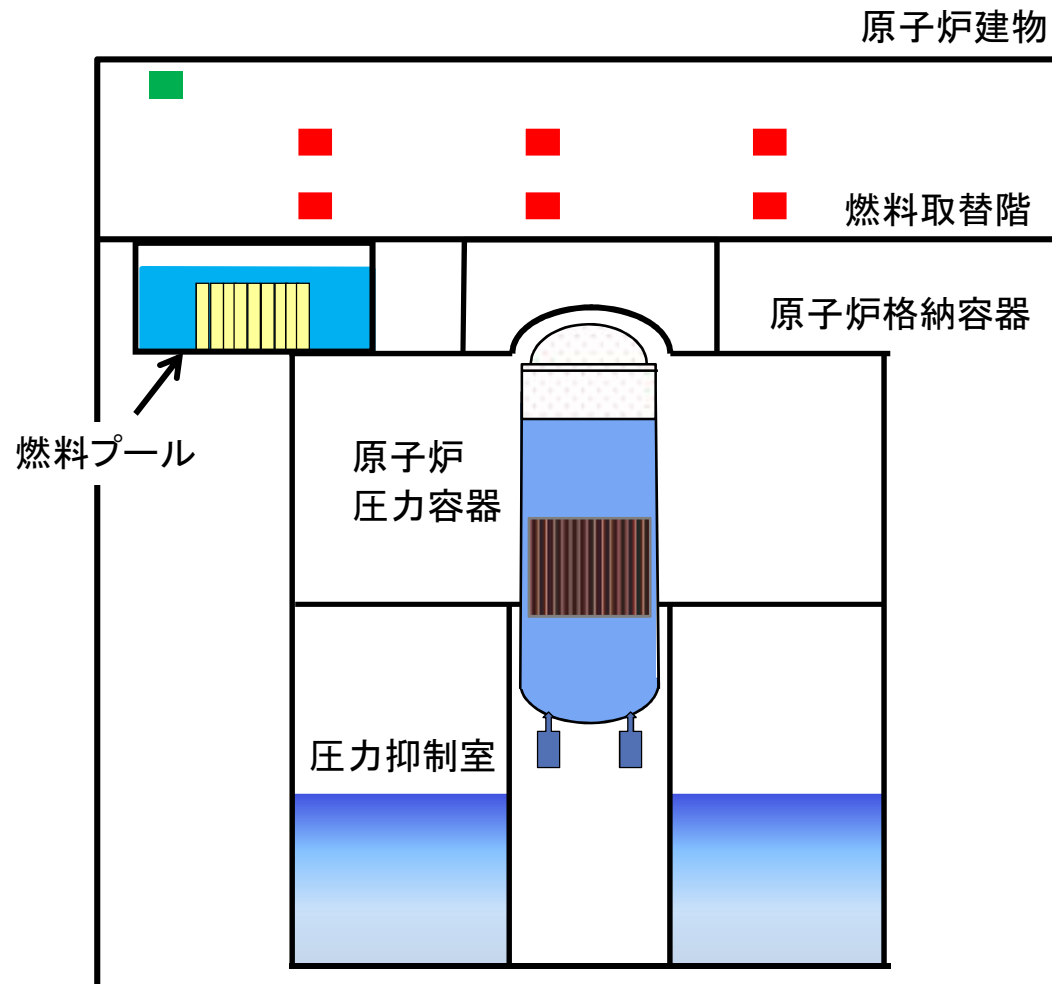 原子炉建物
燃料取替階
原子炉格納容器
燃料プール
原子炉
圧力容器
圧力抑制室